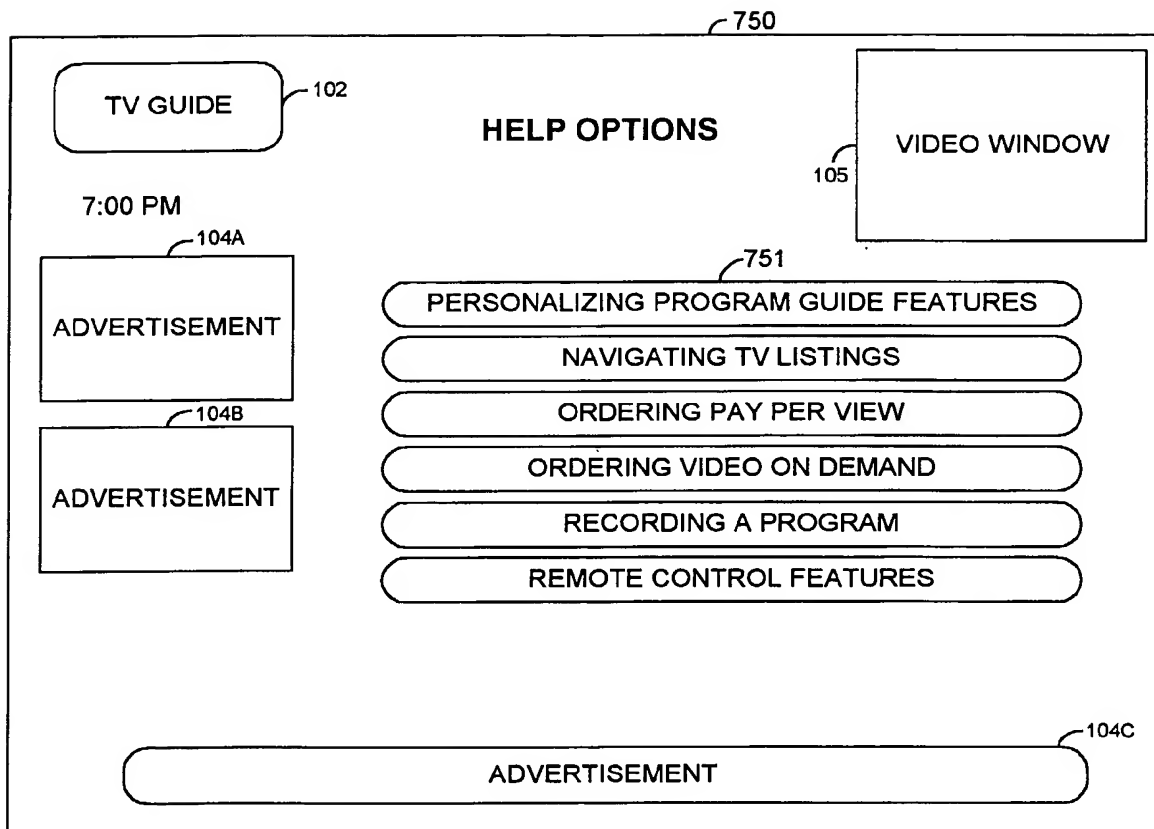 750
TV GUIDE
102
HELP OPTIONS
VIDEO WINDOW
105
7:00 PM
104A
ADVERTISEMENT
751
PERSONALIZING PROGRAM GUIDE FEATURES
NAVIGATING TV LISTINGS
104B
ORDERING PAY PER VIEW
ADVERTISEMENT
ORDERING VIDEO ON DEMAND
RECORDING A PROGRAM
REMOTE CONTROL FEATURES
104C
ADVERTISEMENT